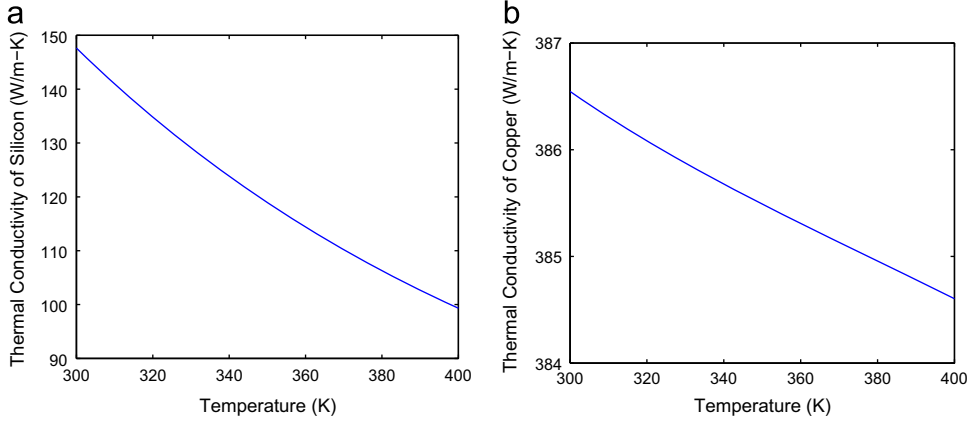 a
Thermal Conductivity of Silicon (W/m−K)
150
140
130
120
110
100
90
300 320 340 360 380 400
Temperature (K)
b
Thermal Conductivity of Copper (W/m−K)
387
386
385
384
300 320 340 360 380 400
Temperature (K)